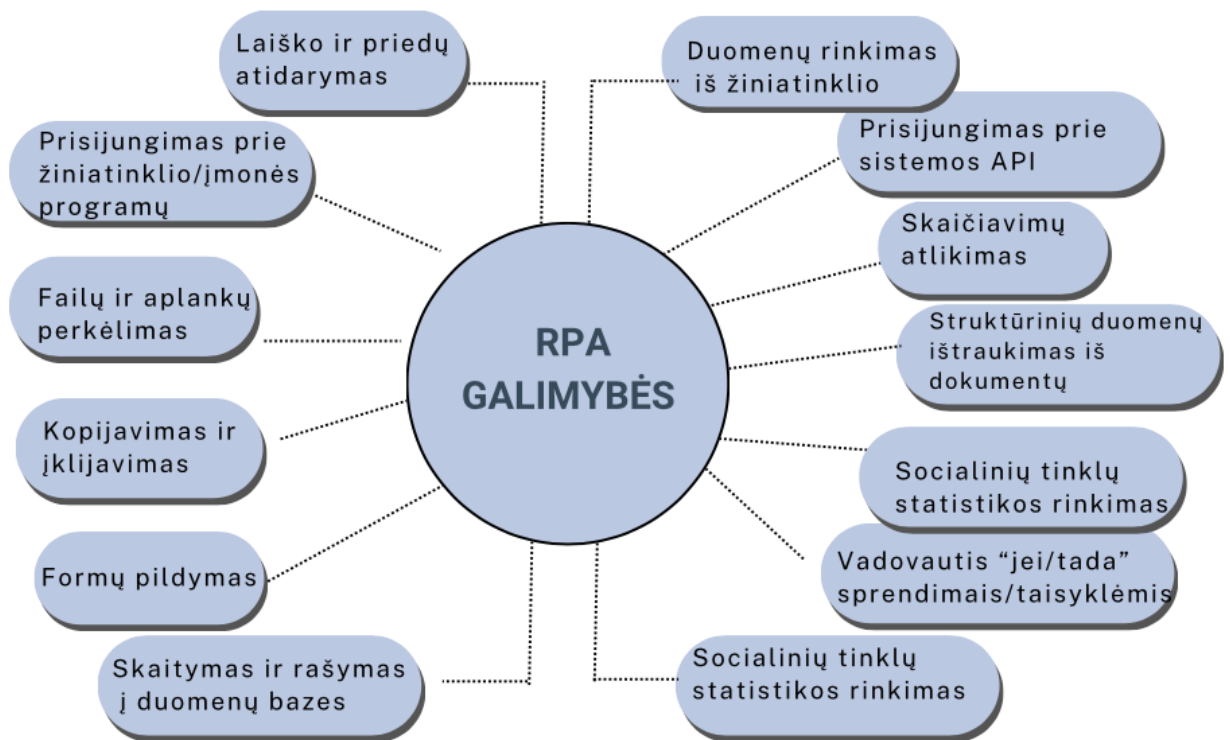 Laiško ir priedų
atidarymas
Duomenų rinkimas
iš žiniatinklio
Prisijungimas prie
žiniatinklio/įmonės
programų
Prisijungimas prie
sistemos API
Skaičiavimų
atlikimas
Failų ir aplankų
perkėlimas
Struktūrinių duomenų
ištraukimas iš
dokumentų
RPA
GALIMYBĖS
Kopijavimas ir
įklijavimas
Socialinių tinklų
statistikos rinkimas
Formų pildymas
Vadovautis “jei/tada”
sprendimais/taisyklėmis
Skaitymas ir rašymas
į duomenų bazes
Socialinių tinklų
statistikos rinkimas